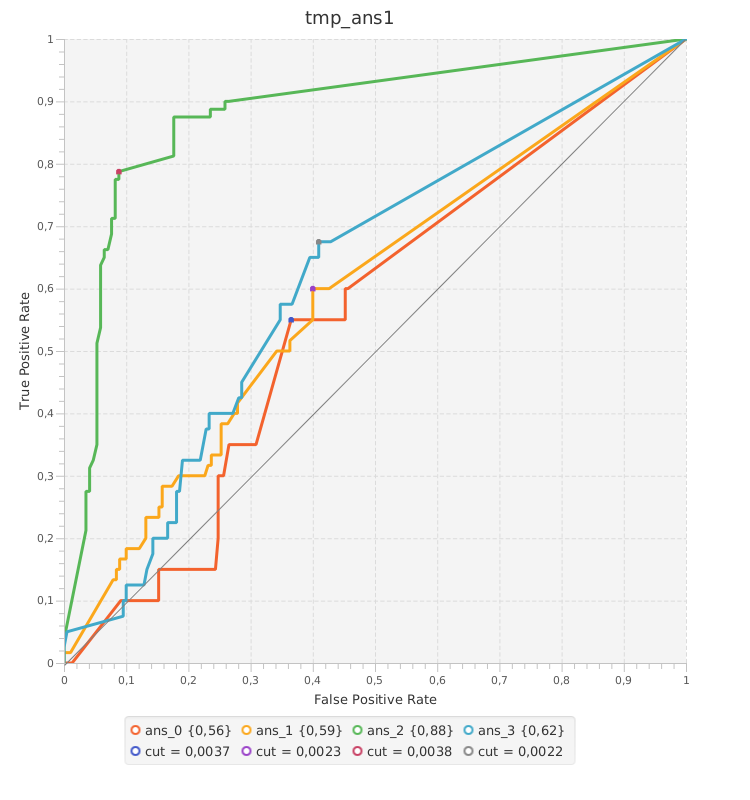 tmp_ans1
1
0,9
0,8
0,7
0,6
0,5
0,4
0,3
0,2
0,1
0
True Positive Rate
0 0,1 0,2 0,3 0,4 0,5 0,6 0,7 0,8 0,9 1
False Positive Rate
ans_0 {0,56} ans_1 {0,59} ans_2 {0,88} ans_3 {0,62}
cut = 0,0037 cut = 0,0023 cut = 0,0038 cut = 0,0022